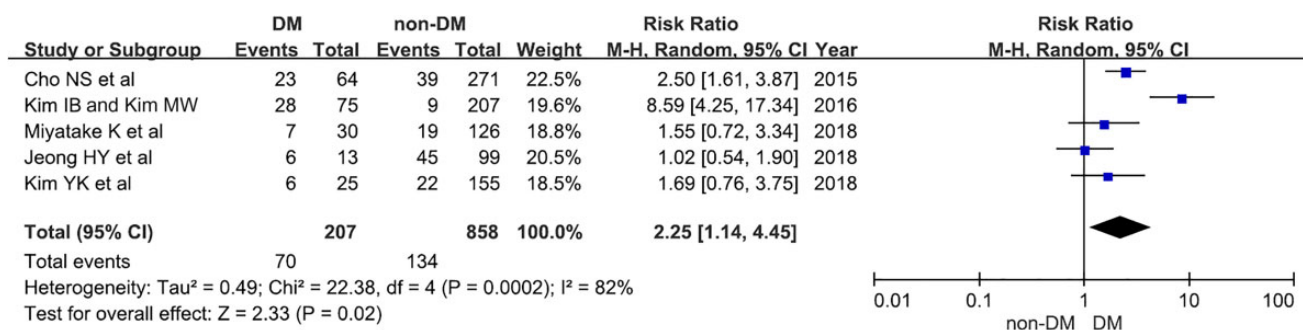 DM non-DM Risk Ratio Risk Ratio
Study or Subgroup Events Total Events Total Weight M-H, Random, 95% CI Year M-H, Random, 95% CI
Cho NS et al 23 64 39 271 22.5% 2.50 [1.61, 3.87] 2015
Kim IB and Kim MW 28 75 9 207 19.6% 8.59 [4.25, 17.34] 2016
Miyatake K et al 7 30 19 126 18.8% 1.55 [0.72, 3.34] 2018
Jeong HY et al 6 13 45 99 20.5% 1.02 [0.54, 1.90] 2018
Kim YK et al 6 25 22 155 18.5% 1.69 [0.76, 3.75] 2018
Total (95% CI) 207 858 100.0% 2.25 [1.14, 4.45]
Total events 70 134
Heterogeneity: Tau² = 0.49; Chi² = 22.38, df = 4 (P = 0.0002); I² = 82%
Test for overall effect: Z = 2.33 (P = 0.02)
0.01 0.1 1 10 100
non-DM DM